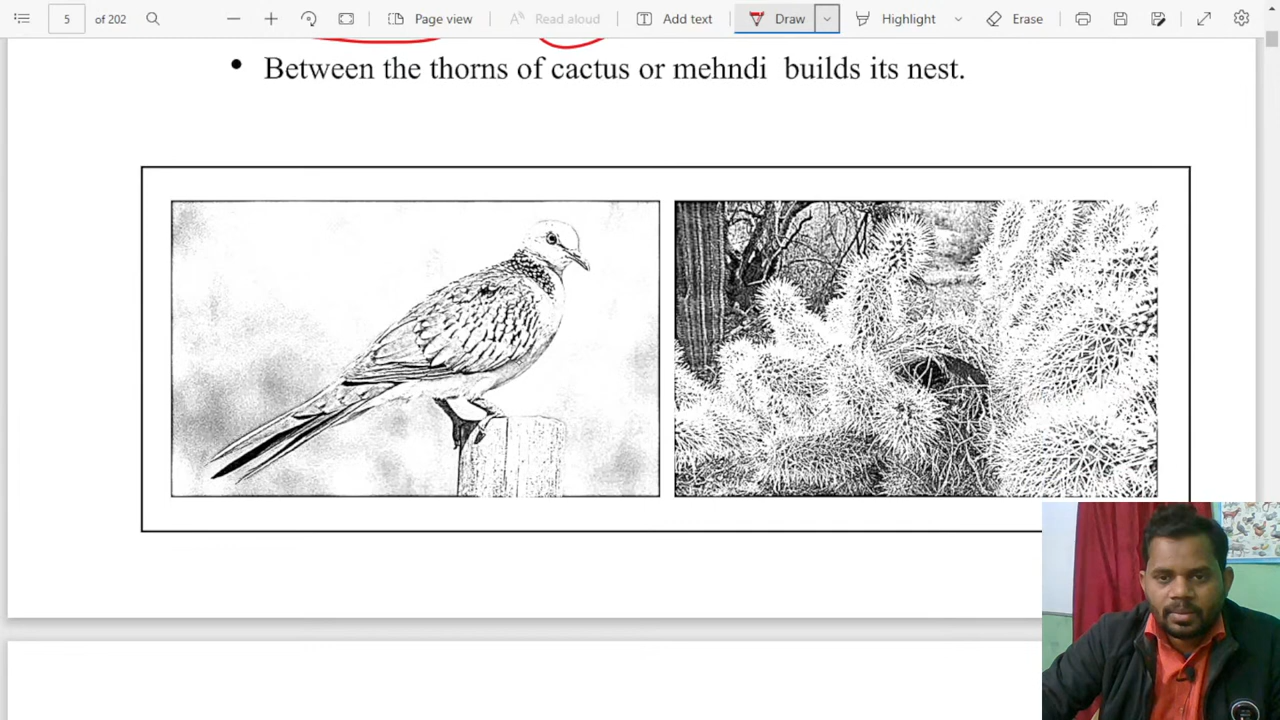 5 of 202 Page view Read aloud Add text Draw Highlight Erase
• Between the thorns of cactus or mehndi builds its nest.